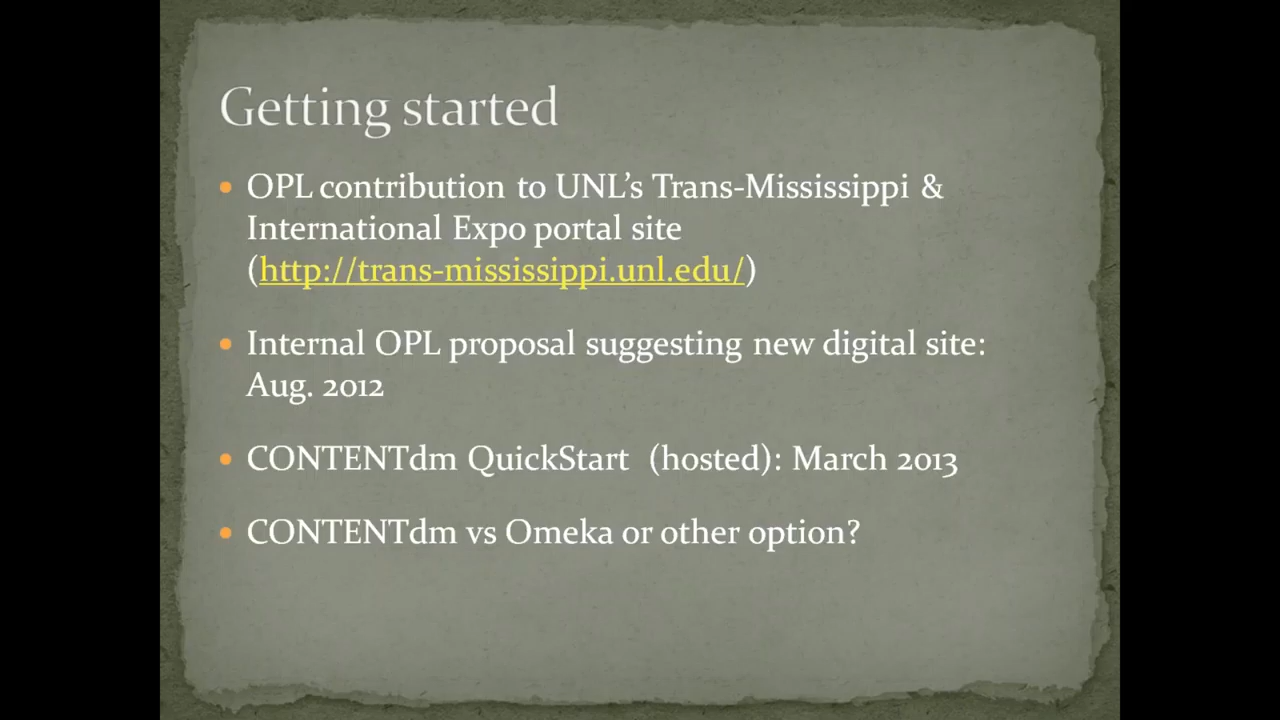 Getting started
• OPL contribution to UNL’s Trans-Mississippi &
International Expo portal site
(http://trans-mississippi.unl.edu/)
• Internal OPL proposal suggesting new digital site:
Aug. 2012
• CONTENTdm QuickStart (hosted): March 2013
• CONTENTdm vs Omeka or other option?